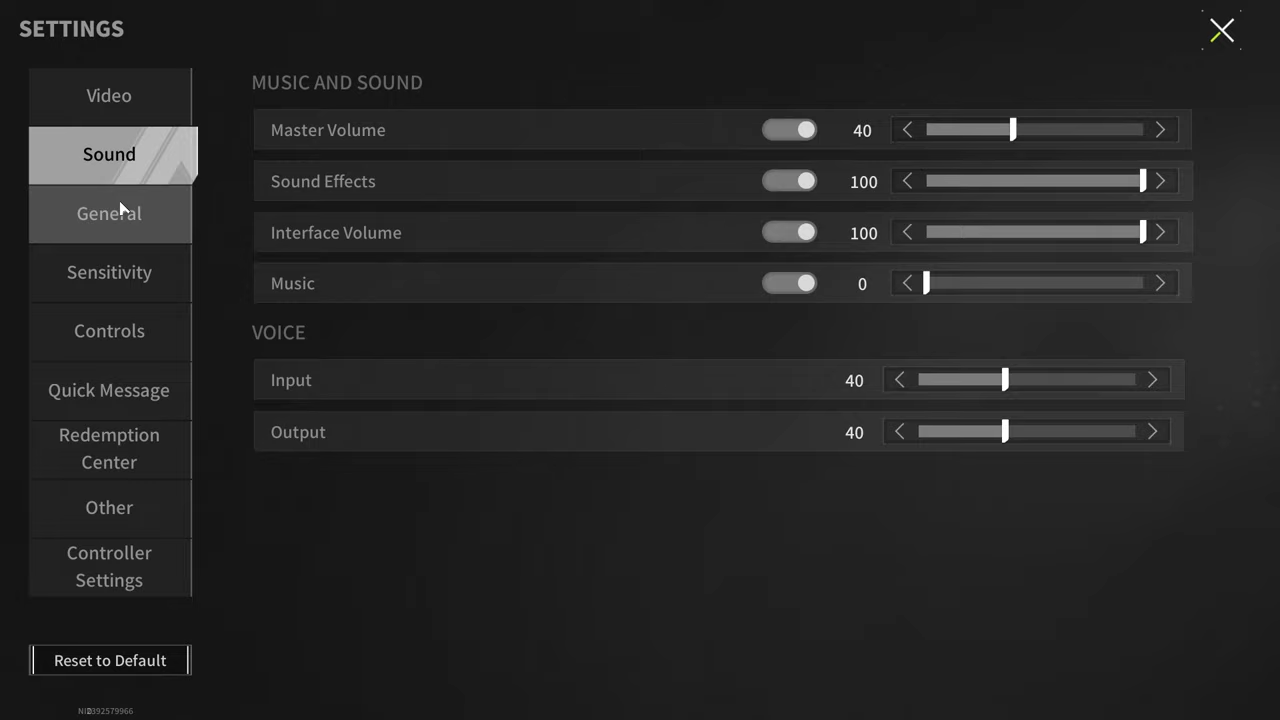 SETTINGS
Video
Sound
General
Sensitivity
Controls
Quick Message
Redemption
Center
Other
Controller
Settings
Reset to Default
MUSIC AND SOUND
Master Volume 40
Sound Effects 100
Interface Volume 100
Music 0
VOICE
Input 40
Output 40